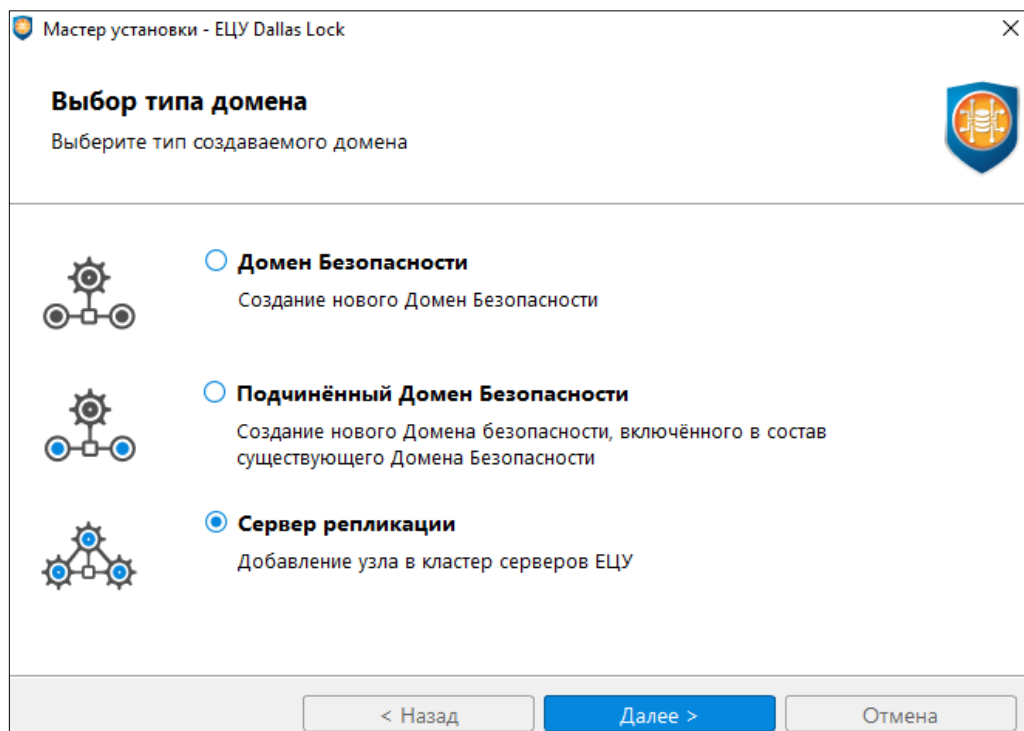 Мастер установки - ЕЦУ Dallas Lock
Выбор типа домена
Выберите тип создаваемого домена
Домен Безопасности
Создание нового Домен Безопасности
Подчинённый Домен Безопасности
Создание нового Домена безопасности, включённого в состав
существующего Домена Безопасности
Сервер репликации
Добавление узла в кластер серверов ЕЦУ
< Назад
Далее >
Отмена